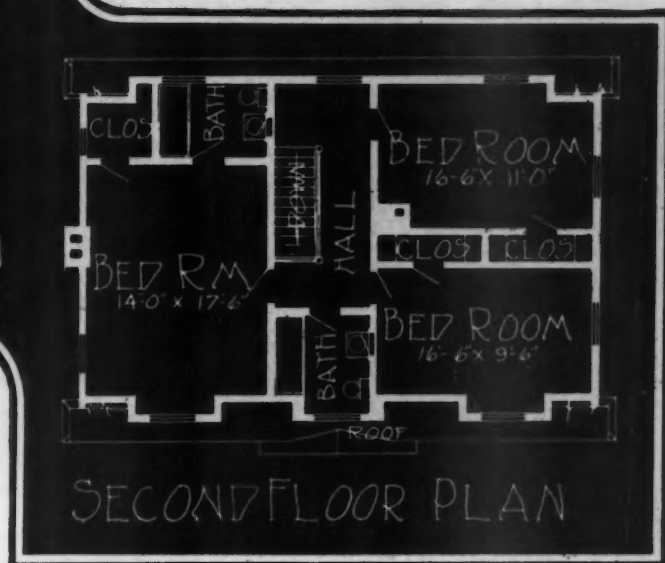 CLOS
BATH
BED ROOM
16'-6" X 11'-0"
DOWN
HALL
CLOS
CLOS
BED RM
14'-0" X 17'-6"
BED ROOM
16'-6" X 9'-6"
BATH
ROOF
SECOND FLOOR PLAN